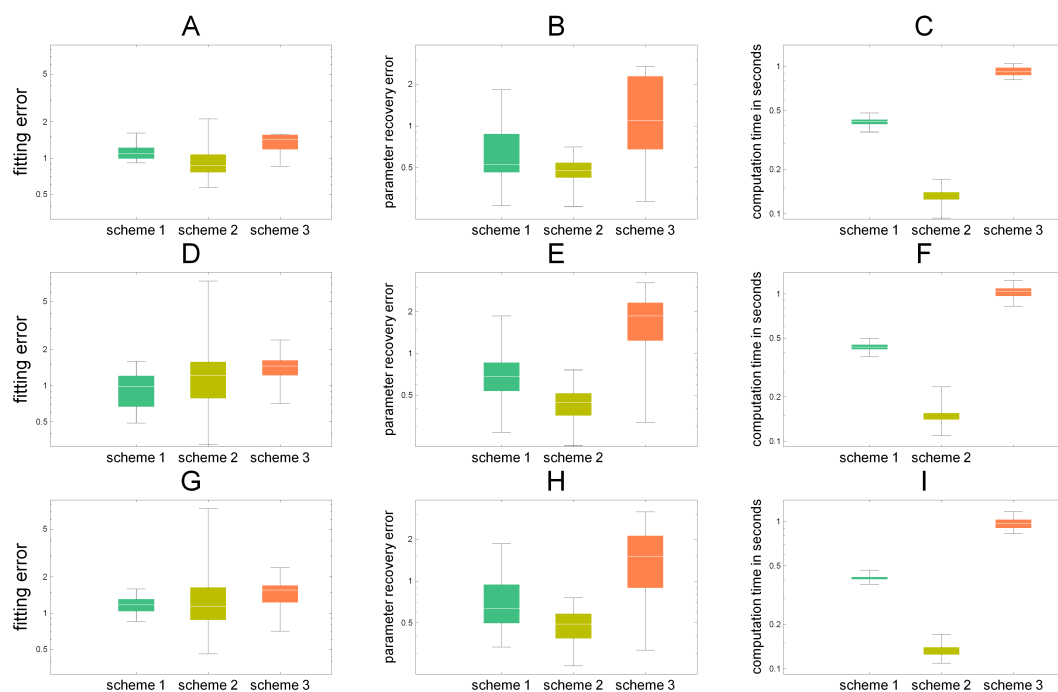 A
B
C
fitting error
5
2
1
0.5
scheme 1 scheme 2 scheme 3
parameter recovery error
2
1
0.5
scheme 1 scheme 2 scheme 3
computation time in seconds
1
0.5
0.2
0.1
scheme 1 scheme 2 scheme 3
D
E
F
fitting error
5
2
1
0.5
scheme 1 scheme 2 scheme 3
parameter recovery error
2
1
0.5
scheme 1 scheme 2
computation time in seconds
1
0.5
0.2
0.1
scheme 1 scheme 2
G
H
I
fitting error
5
2
1
0.5
scheme 1 scheme 2 scheme 3
parameter recovery error
2
1
0.5
scheme 1 scheme 2 scheme 3
computation time in seconds
1
0.5
0.2
0.1
scheme 1 scheme 2 scheme 3